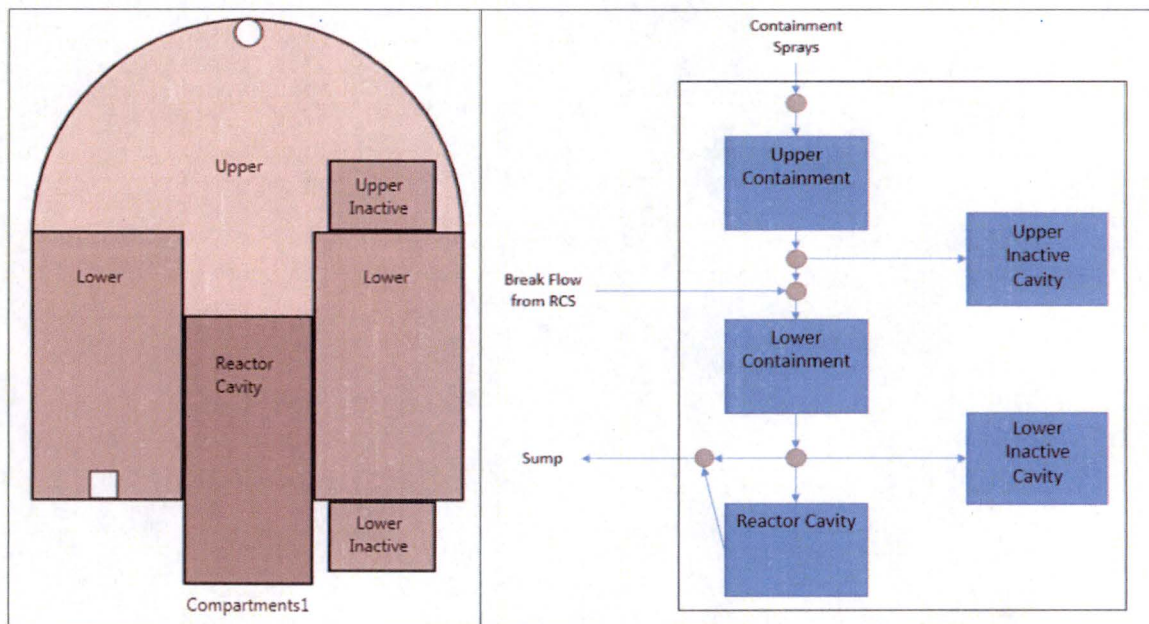 Upper
Upper
Inactive
Lower
Lower
Reactor
Cavity
Lower
Inactive
Compartments1
Containment
Sprays
Upper
Containment
Upper
Inactive
Cavity
Break Flow
from RCS
Lower
Containment
Lower
Inactive
Cavity
Sump
Reactor Cavity